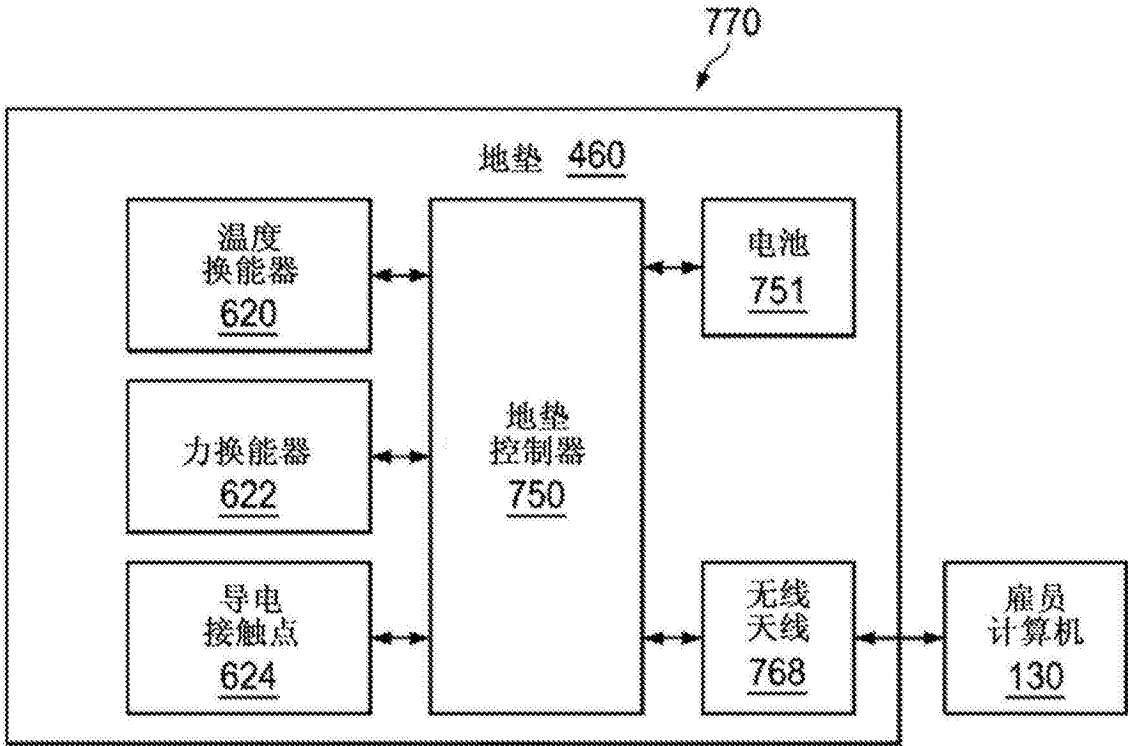 770
地垫 460
温度
换能器
620
力换能器
622
导电
接触点
624
地垫
控制器
750
电池
751
无线
天线
768
雇员
计算机
130